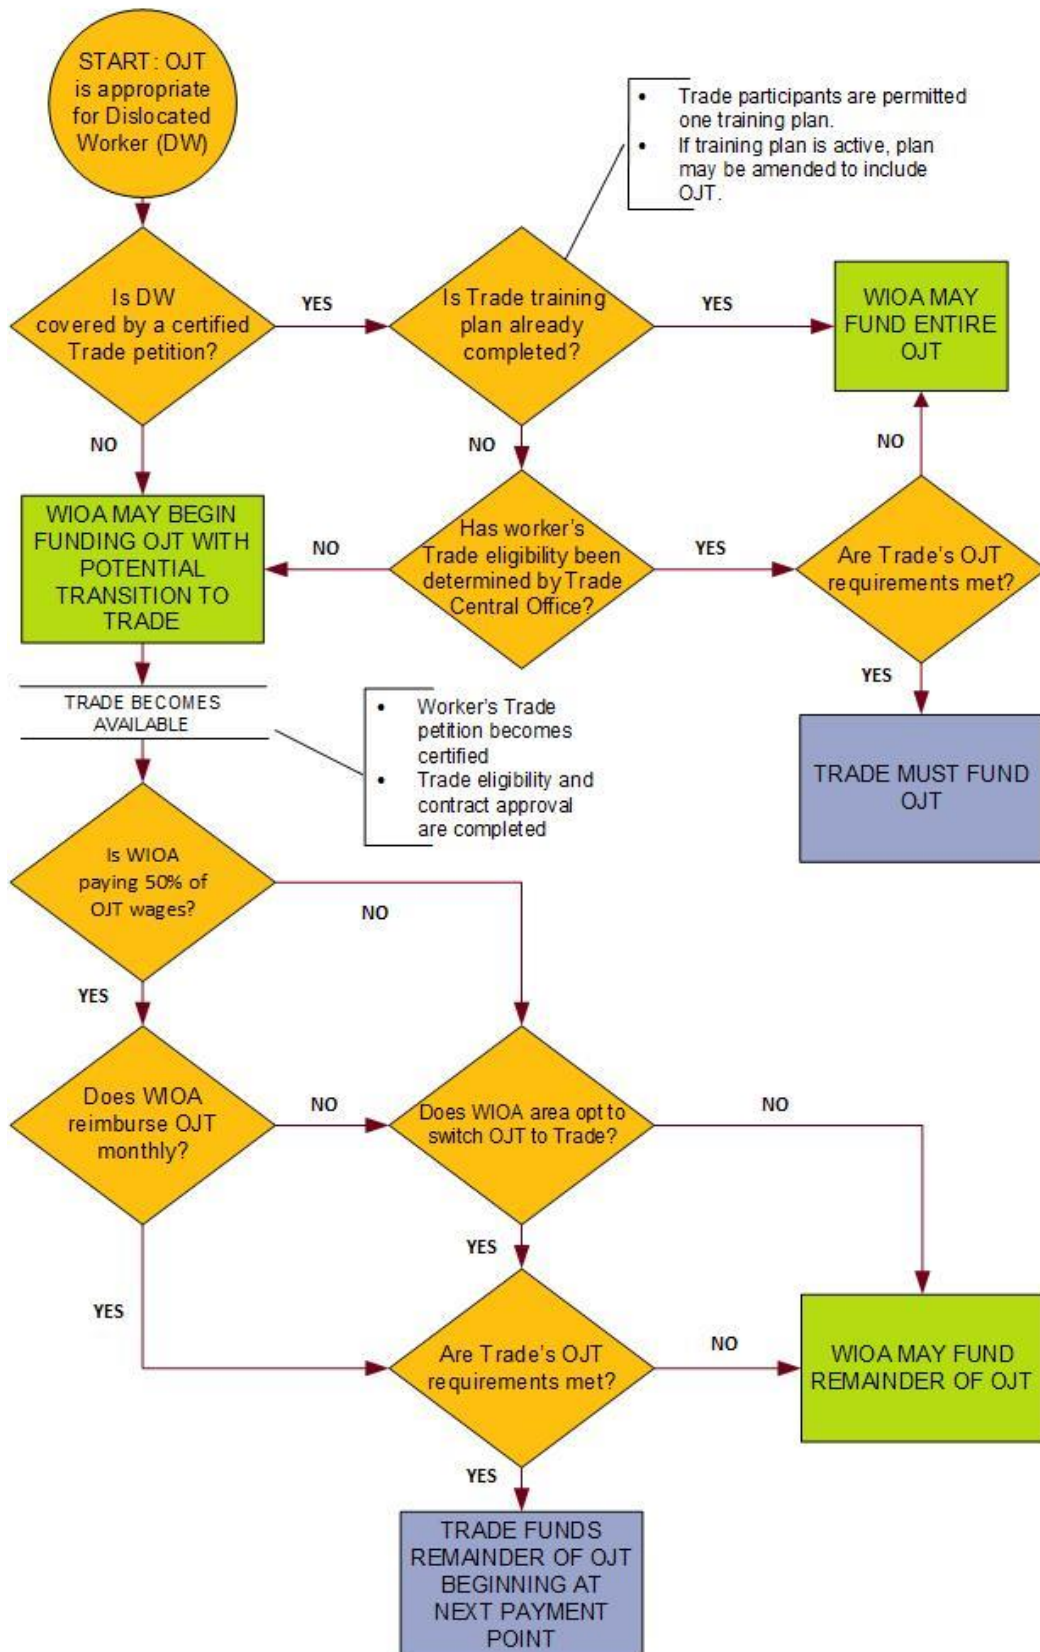 START: OJT
is appropriate
for Dislocated
Worker (DW)
• Trade participants are permitted
one training plan.
• If training plan is active, plan
may be amended to include
OJT.
Is DW
covered by a certified
Trade petition?
YES
Is Trade training
plan already
completed?
YES
WIOA MAY
FUND ENTIRE
OJT
NO
NO
NO
WIOA MAY BEGIN
FUNDING OJT WITH
POTENTIAL
TRANSITION TO
TRADE
NO
Has worker's
Trade eligibility been
determined by Trade
Central Office?
YES
Are Trade's OJT
requirements met?
YES
TRADE MUST FUND
OJT
TRADE BECOMES
AVAILABLE
• Worker's Trade
petition becomes
certified
• Trade eligibility and
contract approval
are completed
Is WIOA
paying 50% of
OJT wages?
NO
YES
Does WIOA
reimburse OJT
monthly?
NO
Does WIOA area opt to
switch OJT to Trade?
NO
YES
YES
Are Trade's OJT
requirements met?
NO
WIOA MAY FUND
REMAINDER OF OJT
YES
TRADE FUNDS
REMAINDER OF OJT
BEGINNING AT
NEXT PAYMENT
POINT